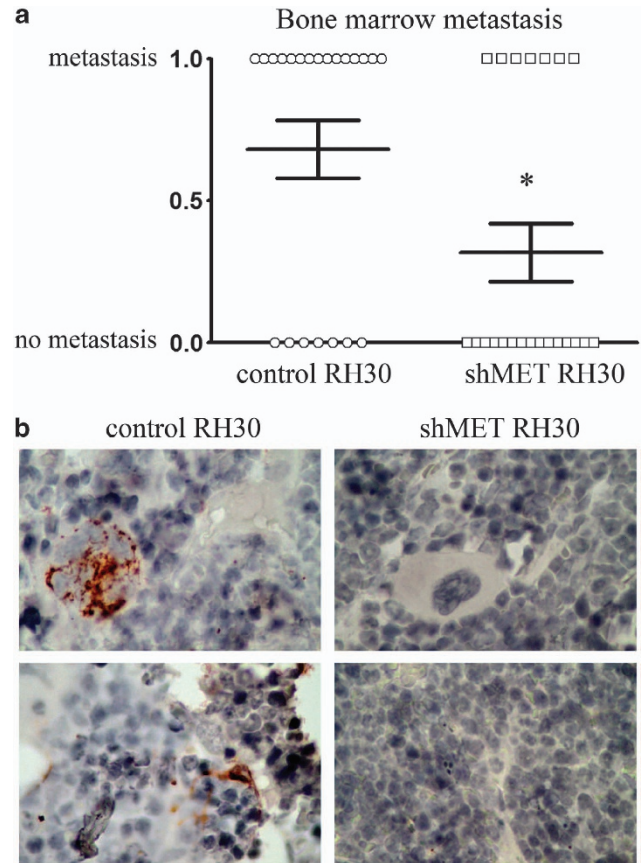 a
Bone marrow metastasis
metastasis 1.0
*
0.5
no metastasis 0.0
control RH30 shMET RH30
b
control RH30 shMET RH30